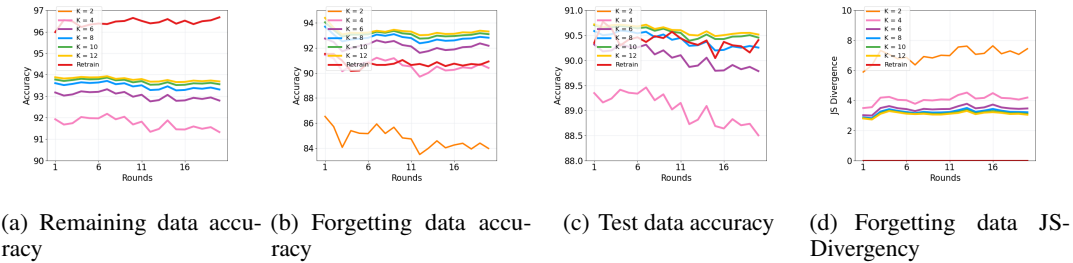 97
96
95
94
93
92
91
90
Accuracy
1
6
11
16
Rounds
K = 2
K = 4
K = 6
K = 8
K = 10
K = 12
Retrain
94
92
90
88
86
84
Accuracy
1
6
11
16
Rounds
K = 2
K = 4
K = 6
K = 8
K = 10
K = 12
Retrain
91.0
90.5
90.0
89.5
89.0
88.5
88.0
Accuracy
1
6
11
16
Rounds
K = 2
K = 4
K = 6
K = 8
K = 10
K = 12
Retrain
10
8
6
4
2
0
JS Divergence
1
6
11
16
Rounds
K = 2
K = 4
K = 6
K = 8
K = 10
K = 12
Retrain
(a) Remaining data accu-
racy
(b) Forgetting data accu-
racy
(c) Test data accuracy
(d) Forgetting data JS-
Divergency